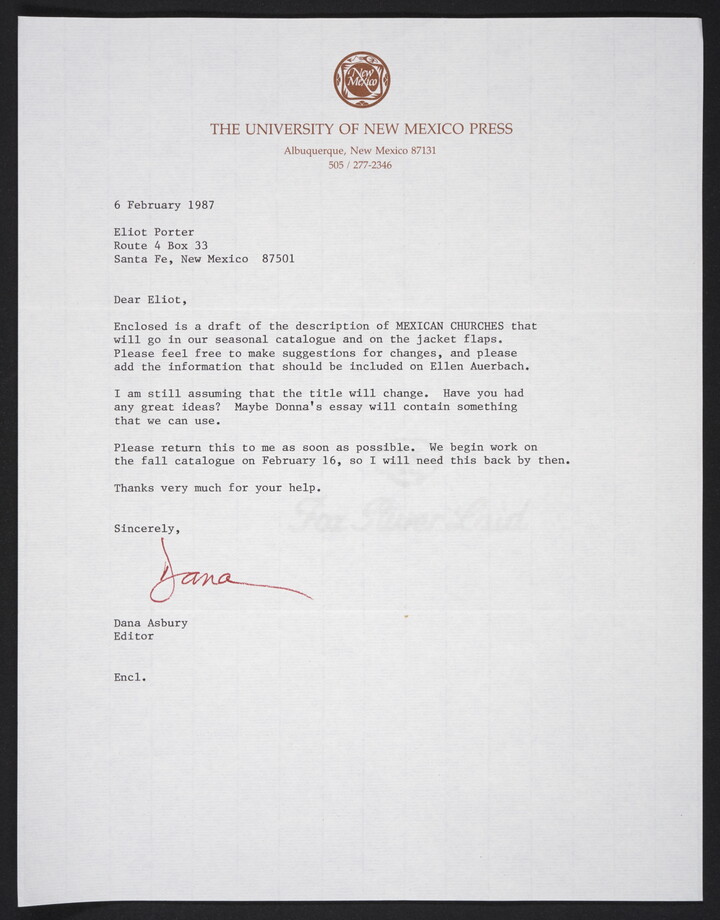 New
Mexico
THE UNIVERSITY OF NEW MEXICO PRESS
Albuquerque, New Mexico 87131
505 / 277-2346
6 February 1987
Eliot Porter
Route 4 Box 33
Santa Fe, New Mexico 87501
Dear Eliot,
Enclosed is a draft of the description of MEXICAN CHURCHES that
will go in our seasonal catalogue and on the jacket flaps.
Please feel free to make suggestions for changes, and please
add the information that should be included on Ellen Auerbach.
I am still assuming that the title will change. Have you had
any great ideas? Maybe Donna's essay will contain something
that we can use.
Please return this to me as soon as possible. We begin work on
the fall catalogue on February 16, so I will need this back by then.
Thanks very much for your help.
Fox River Laid
Sincerely,
Dana
Dana Asbury
Editor
Encl.